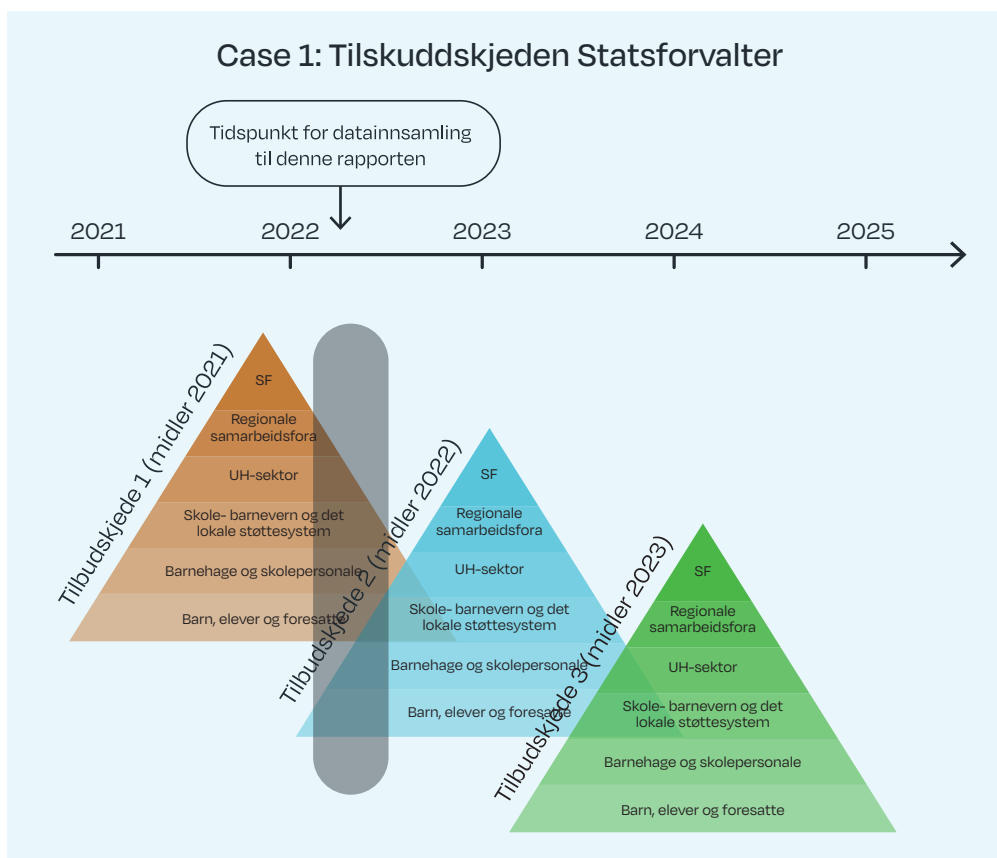 Case 1: Tilskuddskjeden Statsforvalter
Tidspunkt for datainnsamling
til denne rapporten
2021
2022
2023
2024
2025
Tilbudskjede 1 (midler 2021)
SF
Regionale
samarbeidsfora
UH-sektor
Skole- barnevern og det
lokale støttesystem
Barnehage og skolepersonale
Barn, elever og foresatte
Tilbudskjede 2 (midler 2022)
SF
Regionale
samarbeidsfora
UH-sektor
Skole- barnevern og det
lokale støttesystem
Barnehage og skolepersonale
Barn, elever og foresatte
Tilbudskjede 3 (midler 2023)
SF
Regionale
samarbeidsfora
UH-sektor
Skole- barnevern og det
lokale støttesystem
Barnehage og skolepersonale
Barn, elever og foresatte